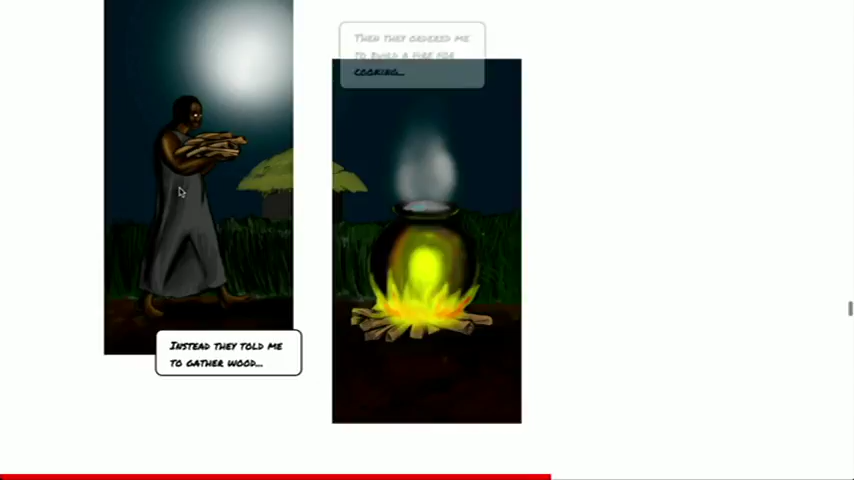 INSTEAD THEY TOLD ME
TO GATHER WOOD...
THEN THEY ORDERED ME
TO BUILD A FIRE FOR
COOKING...